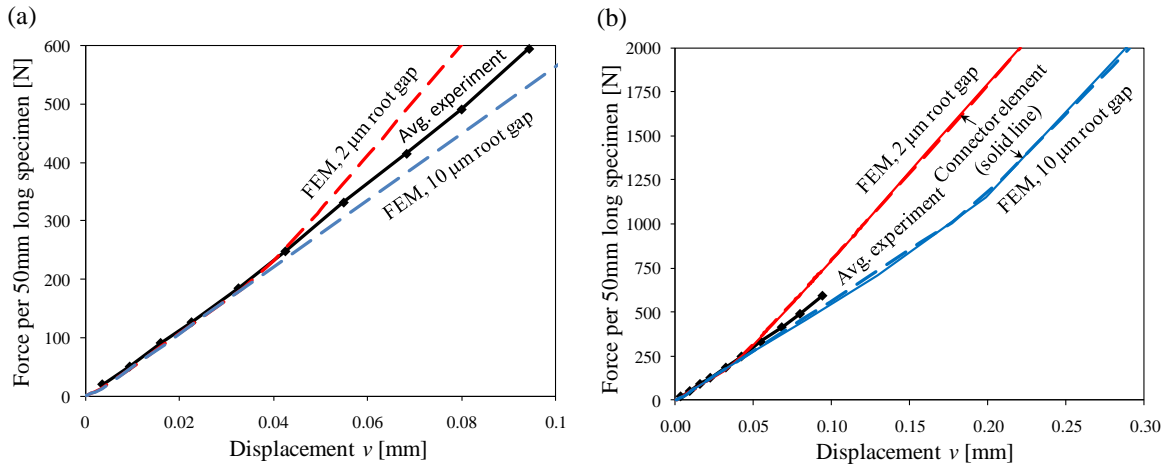 (a)
600
500
400
300
200
100
0
0
0.02
0.04
0.06
0.08
0.1
Force per 50mm long specimen [N]
Displacement v [mm]
FEM, 2 μm root gap
Avg. experiment
FEM, 10 μm root gap
(b)
2000
1750
1500
1250
1000
750
500
250
0
0.00
0.05
0.10
0.15
0.20
0.25
0.30
Force per 50mm long specimen [N]
Displacement v [mm]
FEM, 2 μm root gap
Avg. experiment
Connector element
(solid line)
FEM, 10 μm root gap